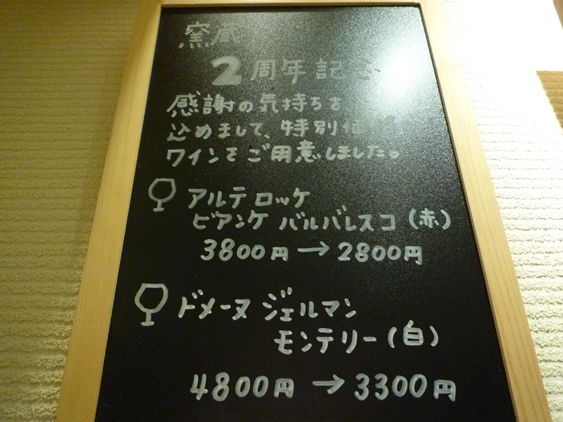 窯蔵
2周年記念
感謝の気持ちを
込めまして、特別価格
ワインをご用意しました。
アルテ ロッケ
ビアンケ バルバレスコ(赤)
3800円→2800円
ドメーヌ ジェルマン
モンテリー(白)
4800円→3300円